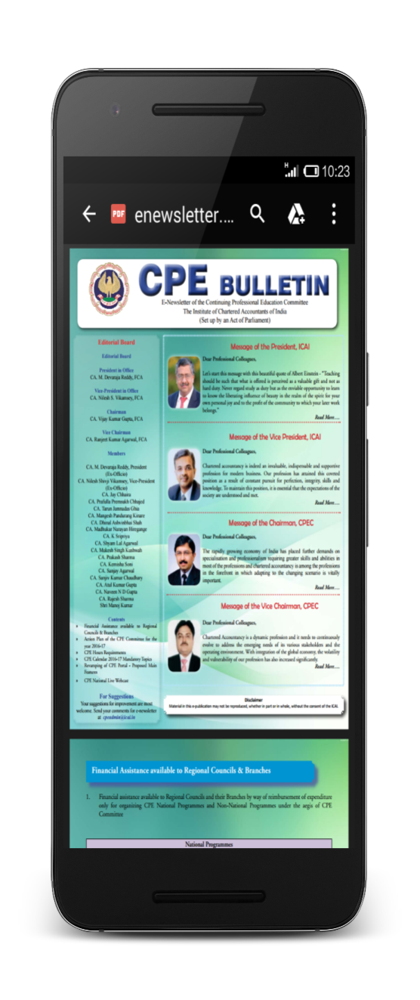 H
10:23
PDF
enewsletter....
CPE BULLETIN
E-Newsletter of the Continuing Professional Education Committee
The Institute of Chartered Accountants of India
(Set up by an Act of Parliament)
Editorial Board
Editorial Board
President in Office
CA. M. Devaraja Reddy, FCA
Vice-President in Office
CA. Nilesh S. Vikamsey, FCA
Chairman
CA. Vijay Kumar Gupta, FCA
Vice Chairman
CA. Ranjeet Kumar Agarwal, FCA
Members
CA. M. Devaraja Reddy, President
(Ex-Officio)
CA. Nilesh Shivji Vikamsey, Vice-President
(Ex-Officio)
CA. Jay Chhaira
CA. Prafulla Premsukh Chhajed
CA. Tarun Jamnadas Ghia
CA. Mangesh Pandurang Kinare
CA. Dhinal Ashvinbhai Shah
CA. Madhukar Narayan Hiregange
CA. K Sripriya
CA. Shyam Lal Agarwal
CA. Mukesh Singh Kushwah
CA. Prakash Sharma
CA. Kemisha Soni
CA. Sanjay Agarwal
CA. Sanjiv Kumar Chaudhary
CA. Atul Kumar Gupta
CA. Naveen N D Gupta
CA. Rajesh Sharma
Shri Manoj Kumar
Contents
• Financial Assistance available to Regional
Councils & Branches
• Action Plan of the CPE Committee for the
year 2016-17
• CPE Hours Requirements
• CPE Calendar 2016-17 Mandatory Topics
• Revamping of CPE Portal – Proposed Main
Features
• CPE National Live Webcast
For Suggestions
Your suggestions for improvement are most
welcome. Send your comments for e-newsletter
at cpeadmin@icai.in
Message of the President, ICAI
Dear Professional Colleagues,
Let's start this message with this beautiful quote of Albert Einstein - "Teaching
should be such that what is offered is perceived as a valuable gift and not as
hard duty. Never regard study as duty but as the enviable opportunity to learn
to know the liberating influence of beauty in the realm of the spirit for your
own personal joy and to the profit of the community to which your later work
belongs."
Read More....
Message of the Vice President, ICAI
Dear Professional Colleagues,
Chartered accountancy is indeed an invaluable, indispensable and supportive
profession for modern business. Our profession has attained this coveted
position as a result of constant pursuit for perfection, integrity, skills and
knowledge. To maintain this position, it is essential that the expectations of the
society are understood and met.
Read More....
Message of the Chairman, CPEC
Dear Professional Colleagues,
The rapidly growing economy of India has placed further demands on
specialisation and professionalism requiring greater skills and abilities in
most of the professions and chartered accountancy is among the professions
in the forefront in which adapting to the changing scenario is vitally
important.
Read More....
Message of the Vice Chairman, CPEC
Dear Professional Colleagues,
Chartered Accountancy is a dynamic profession and it needs to continuously
evolve to address the emerging needs of its various stakeholders and the
operating environment. With integration of the global economy, the volatility
and vulnerability of our profession has also increased significantly.
Read More....
Disclaimer
Material in this e-publication may not be reproduced, whether in part or in whole, without the consent of the ICAI.
Financial Assistance available to Regional Councils & Branches
1. Financial assistance available to Regional Councils and their Branches by way of reimbursement of expenditure
only for organizing CPE National Programmes and Non-National Programmes under the aegis of CPE
Committee
National Programmes